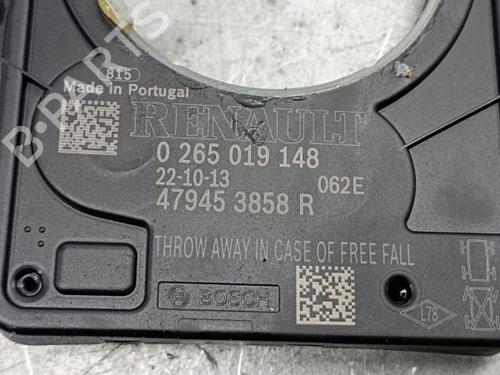 815
Made in Portugal
RENAULT
0 265 019 148
22-10-13 062E
47945 3858 R
THROW AWAY IN CASE OF FREE FALL
BOSCH
L78
B-PARTS